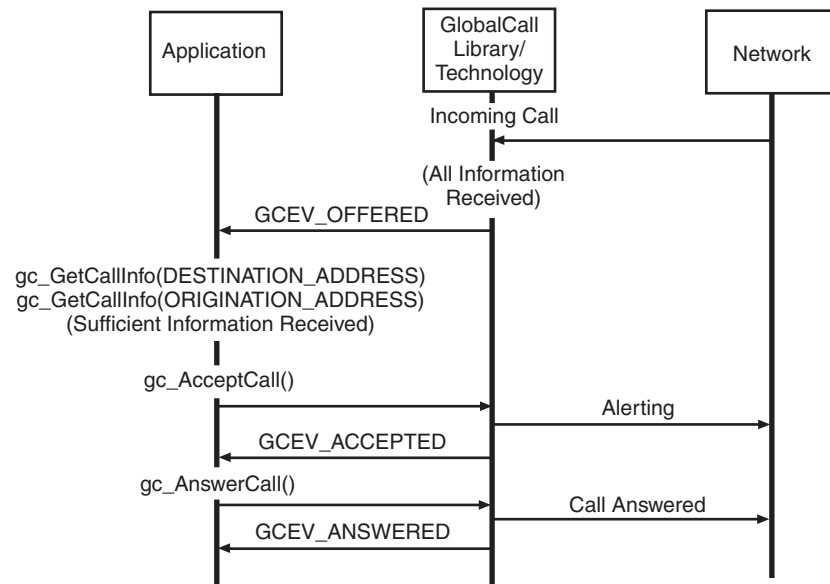 Application
GlobalCall
Library/
Technology
Network
Incoming Call
(All Information
Received)
GCEV_OFFERED
gc_GetCallInfo(DESTINATION_ADDRESS)
gc_GetCallInfo(ORIGINATION_ADDRESS)
(Sufficient Information Received)
gc_AcceptCall()
Alerting
GCEV_ACCEPTED
gc_AnswerCall()
Call Answered
GCEV_ANSWERED